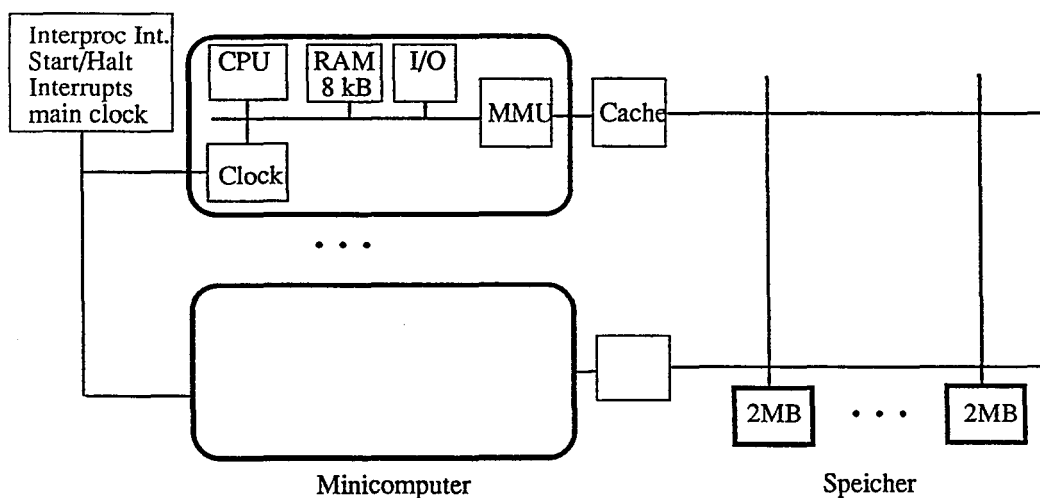 Interproc Int.
Start/Halt
Interrupts
main clock
CPU
RAM
8 kB
I/O
MMU
Cache
Clock
• • •
2MB
• • •
2MB
Minicomputer
Speicher